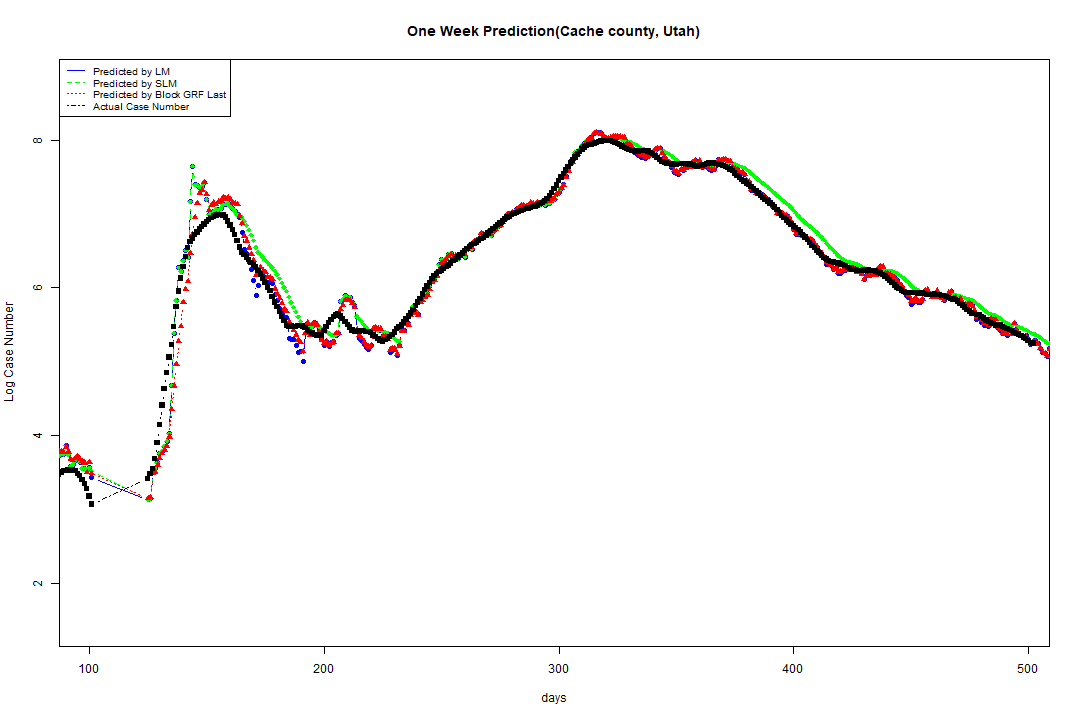 One Week Prediction(Cache county, Utah)
Predicted by LM
Predicted by SLM
Predicted by Block GRF Last
Actual Case Number
8
6
4
2
Log Case Number
100 200 300 400 500
days